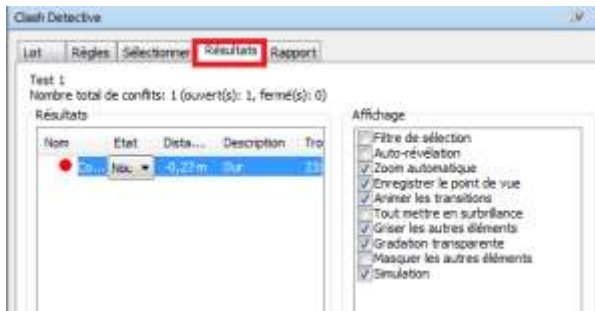 Clash Detective
Lot Règles Sélectionner Résultats Rapport
Test 1
Nombre total de conflits: 1 (ouvert(s): 1, fermé(s): 0)
Résultats
Nom Etat Dista... Description Tro
Co... Nou. -0,27m Dur
Affichage
Filtre de sélection
Auto-révélation
Zoom automatique
Enregistrer le point de vue
Animer les transitions
Tout mettre en surbrillance
Griser les autres éléments
Gradation transparente
Masquer les autres éléments
Simulation